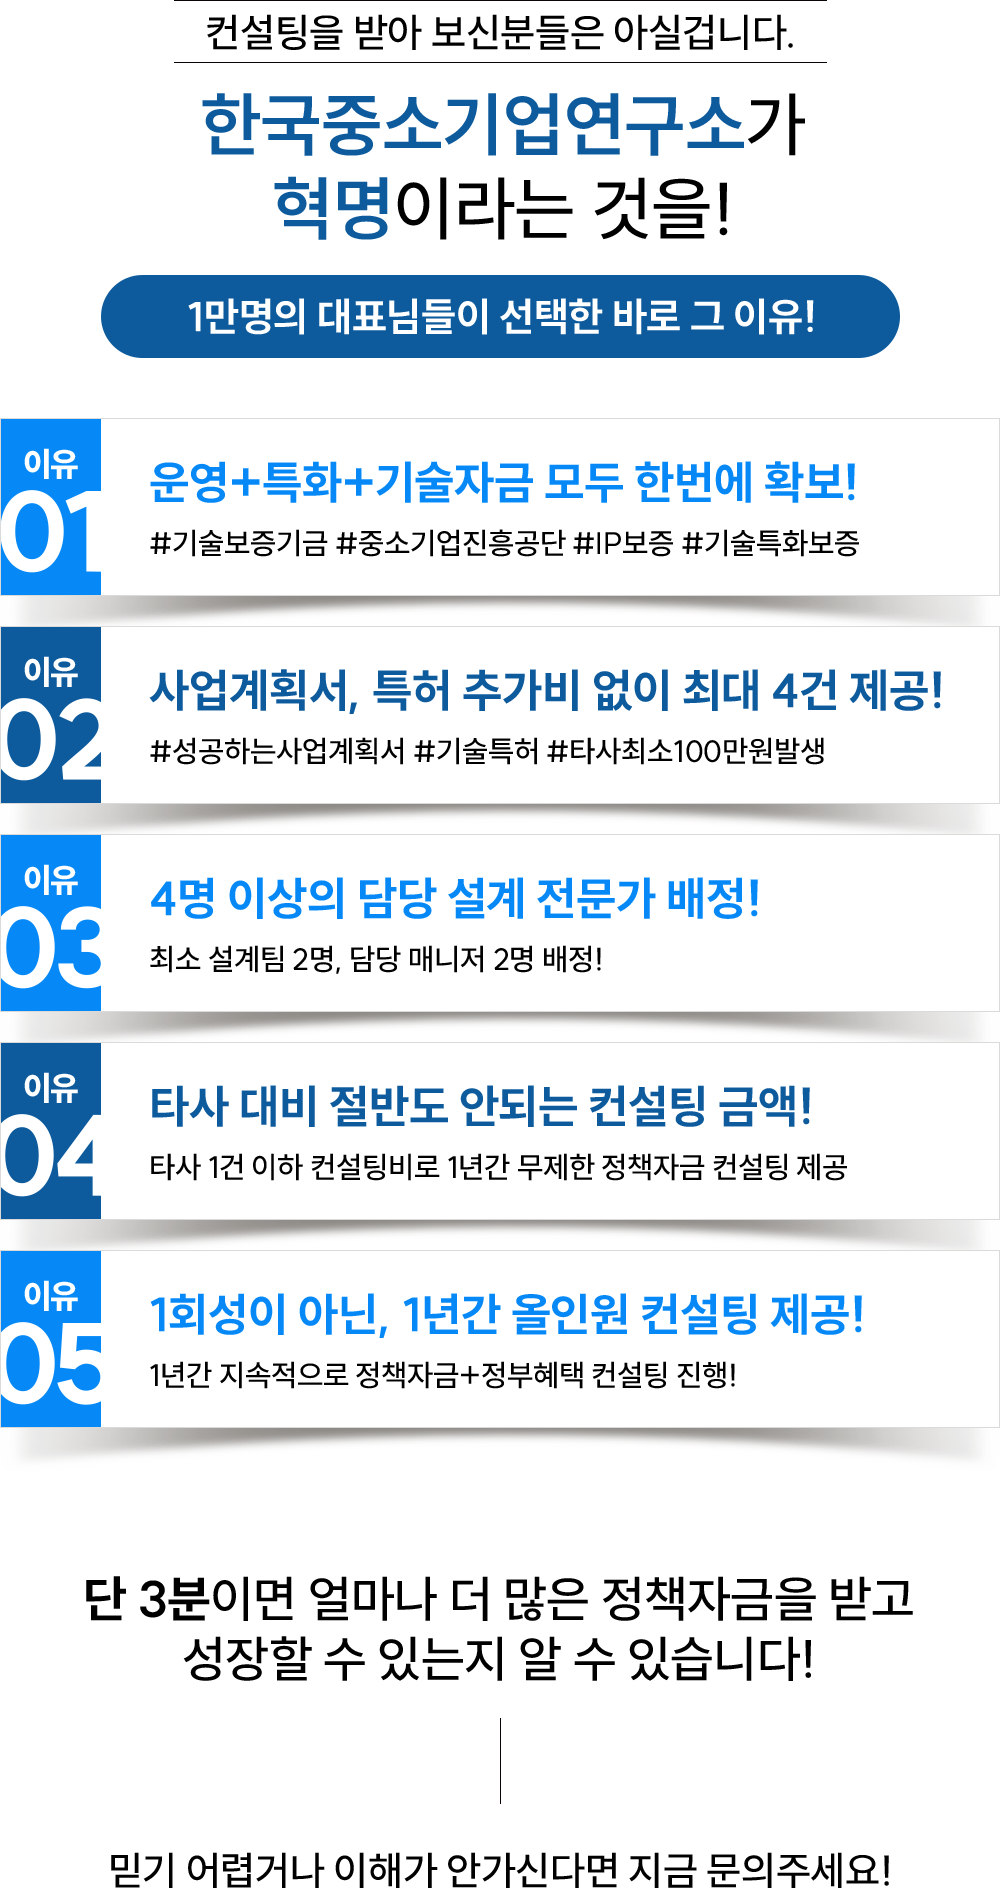 컨설팅을 받아 보신분들은 아실겁니다.
한국중소기업연구소가
혁명이라는 것을!
1만명의 대표님들이 선택한 바로 그 이유!
이유
01
운영+특화+기술자금 모두 한번에 확보!
#기술보증기금 #중소기업진흥공단 #IP보증 #기술특화보증
이유
02
사업계획서, 특허 추가비 없이 최대 4건 제공!
#성공하는사업계획서 #기술특허 #타사최소100만원발생
이유
03
4명 이상의 담당 설계 전문가 배정!
최소 설계팀 2명, 담당 매니저 2명 배정!
이유
04
타사 대비 절반도 안되는 컨설팅 금액!
타사 1건 이하 컨설팅비로 1년간 무제한 정책자금 컨설팅 제공
이유
05
1회성이 아닌, 1년간 올인원 컨설팅 제공!
1년간 지속적으로 정책자금+정부혜택 컨설팅 진행!
단 3분이면 얼마나 더 많은 정책자금을 받고
성장할 수 있는지 알 수 있습니다!
믿기 어렵거나 이해가 안가신다면 지금 문의주세요!